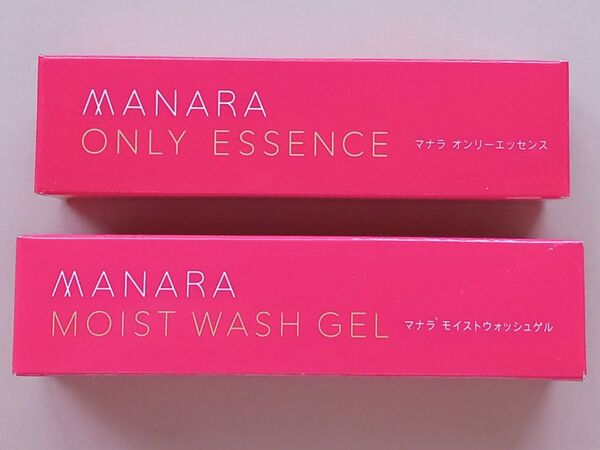 MANARA
ONLY ESSENCE マナラ オンリーエッセンス
MANARA
MOIST WASH GEL マナラ モイストウォッシュゲル